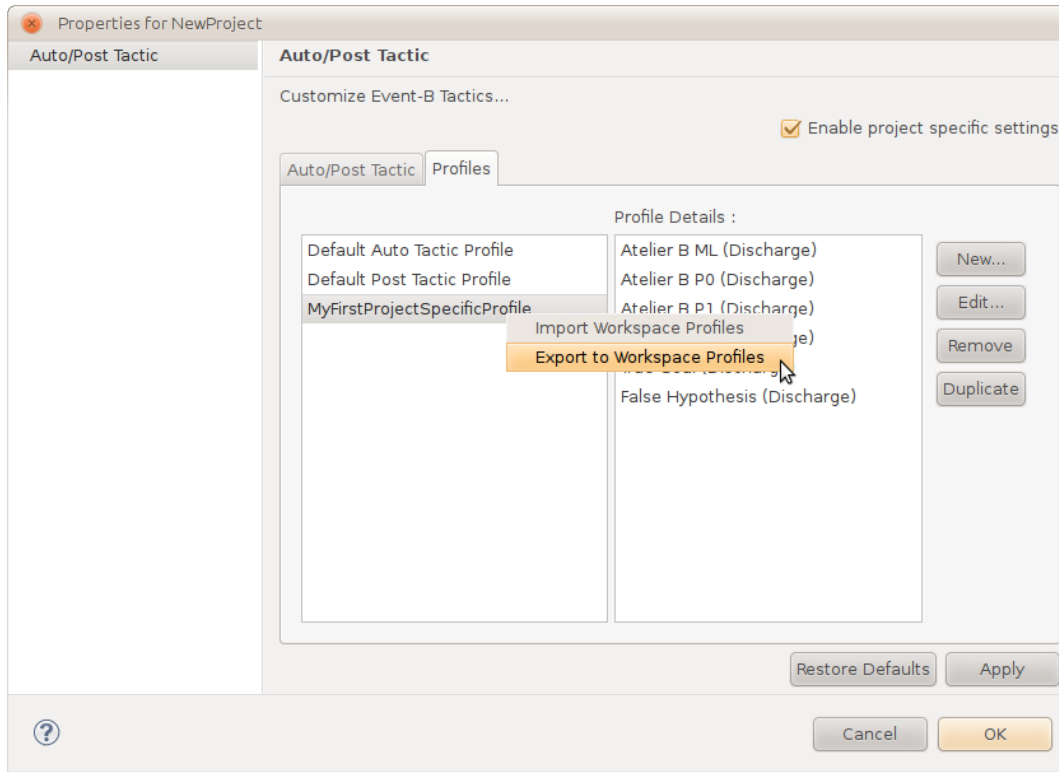 Properties for NewProject
Auto/Post Tactic
Auto/Post Tactic
Customize Event-B Tactics...
Enable project specific settings
Auto/Post Tactic
Profiles
Profile Details :
Default Auto Tactic Profile
Default Post Tactic Profile
MyFirstProjectSpecificProfile
Atelier B ML (Discharge)
Atelier B P0 (Discharge)
Atelier B P1 (Discharge)
False Hypothesis (Discharge)
Import Workspace Profiles
Export to Workspace Profiles
New...
Edit...
Remove
Duplicate
Restore Defaults
Apply
?
Cancel
OK